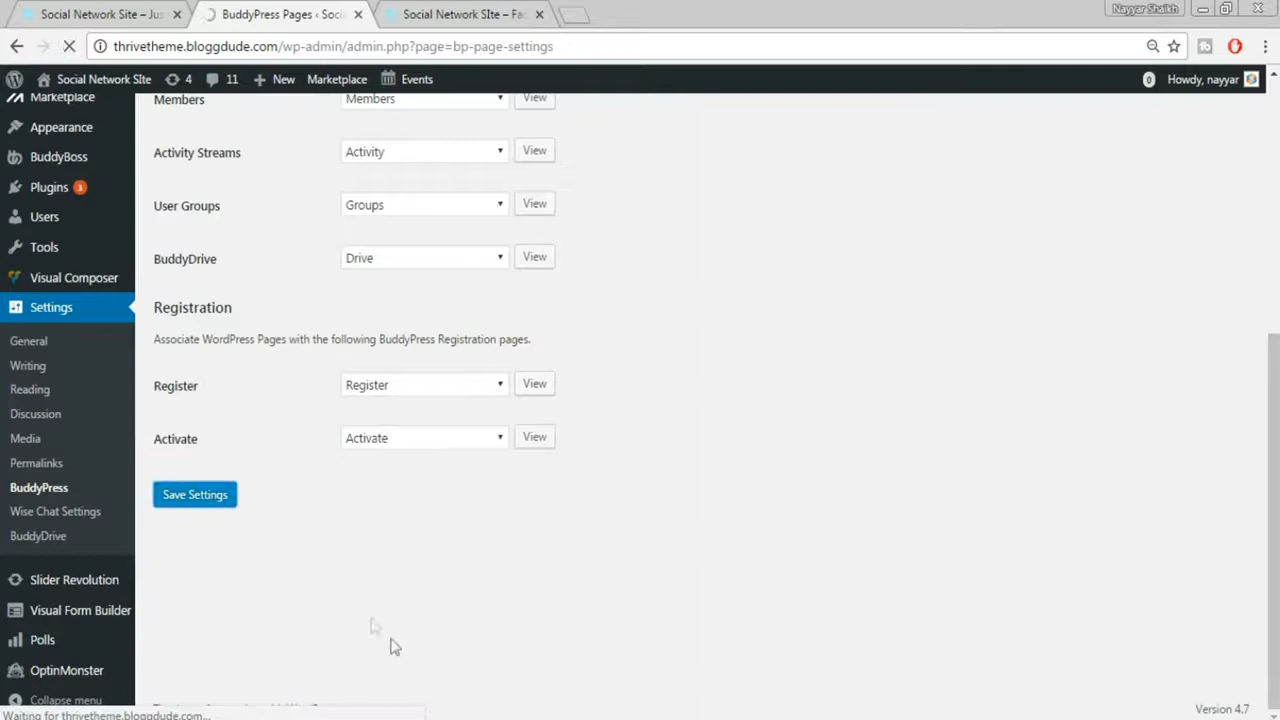 Social Network Site – Jus
BuddyPress Pages ‹ Socia
Social Network SIte – Fac
Nayyar Shaikh
thrivetheme.bloggdude.com/wp-admin/admin.php?page=bp-page-settings
Social Network SIte 4 11 New Marketplace Events 0 Howdy, nayyar
Marketplace
Appearance
BuddyBoss
Plugins 3
Users
Tools
Visual Composer
Settings
General
Writing
Reading
Discussion
Media
Permalinks
BuddyPress
Wise Chat Settings
BuddyDrive
Slider Revolution
Visual Form Builder
Polls
OptinMonster
Collapse menu
Members Members View
Activity Streams Activity View
User Groups Groups View
BuddyDrive Drive View
Registration
Associate WordPress Pages with the following BuddyPress Registration pages.
Register Register View
Activate Activate View
Save Settings
Waiting for thrivetheme.bloggdude.com...
Version 4.7